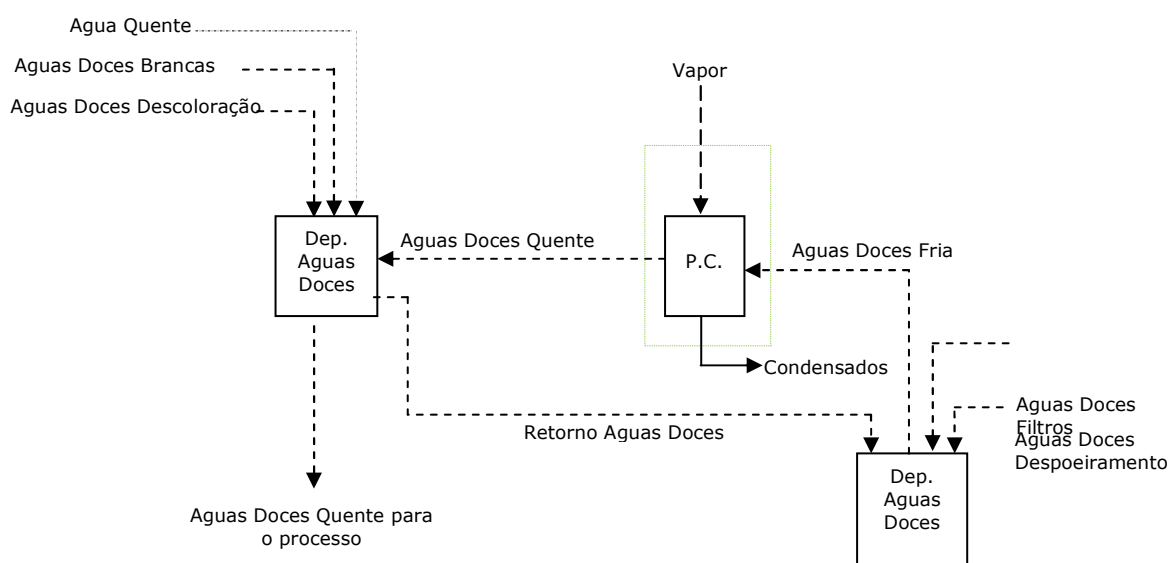 Agua Quente
Aguas Doces Brancas
Aguas Doces Descoloração
Vapor
Dep.
Aguas
Doces
Aguas Doces Quente
P.C.
Aguas Doces Fria
Condensados
Retorno Aguas Doces
Aguas Doces
Filtros
Aguas Doces
Despoeiramento
Dep.
Aguas
Doces
Aguas Doces Quente para
o processo